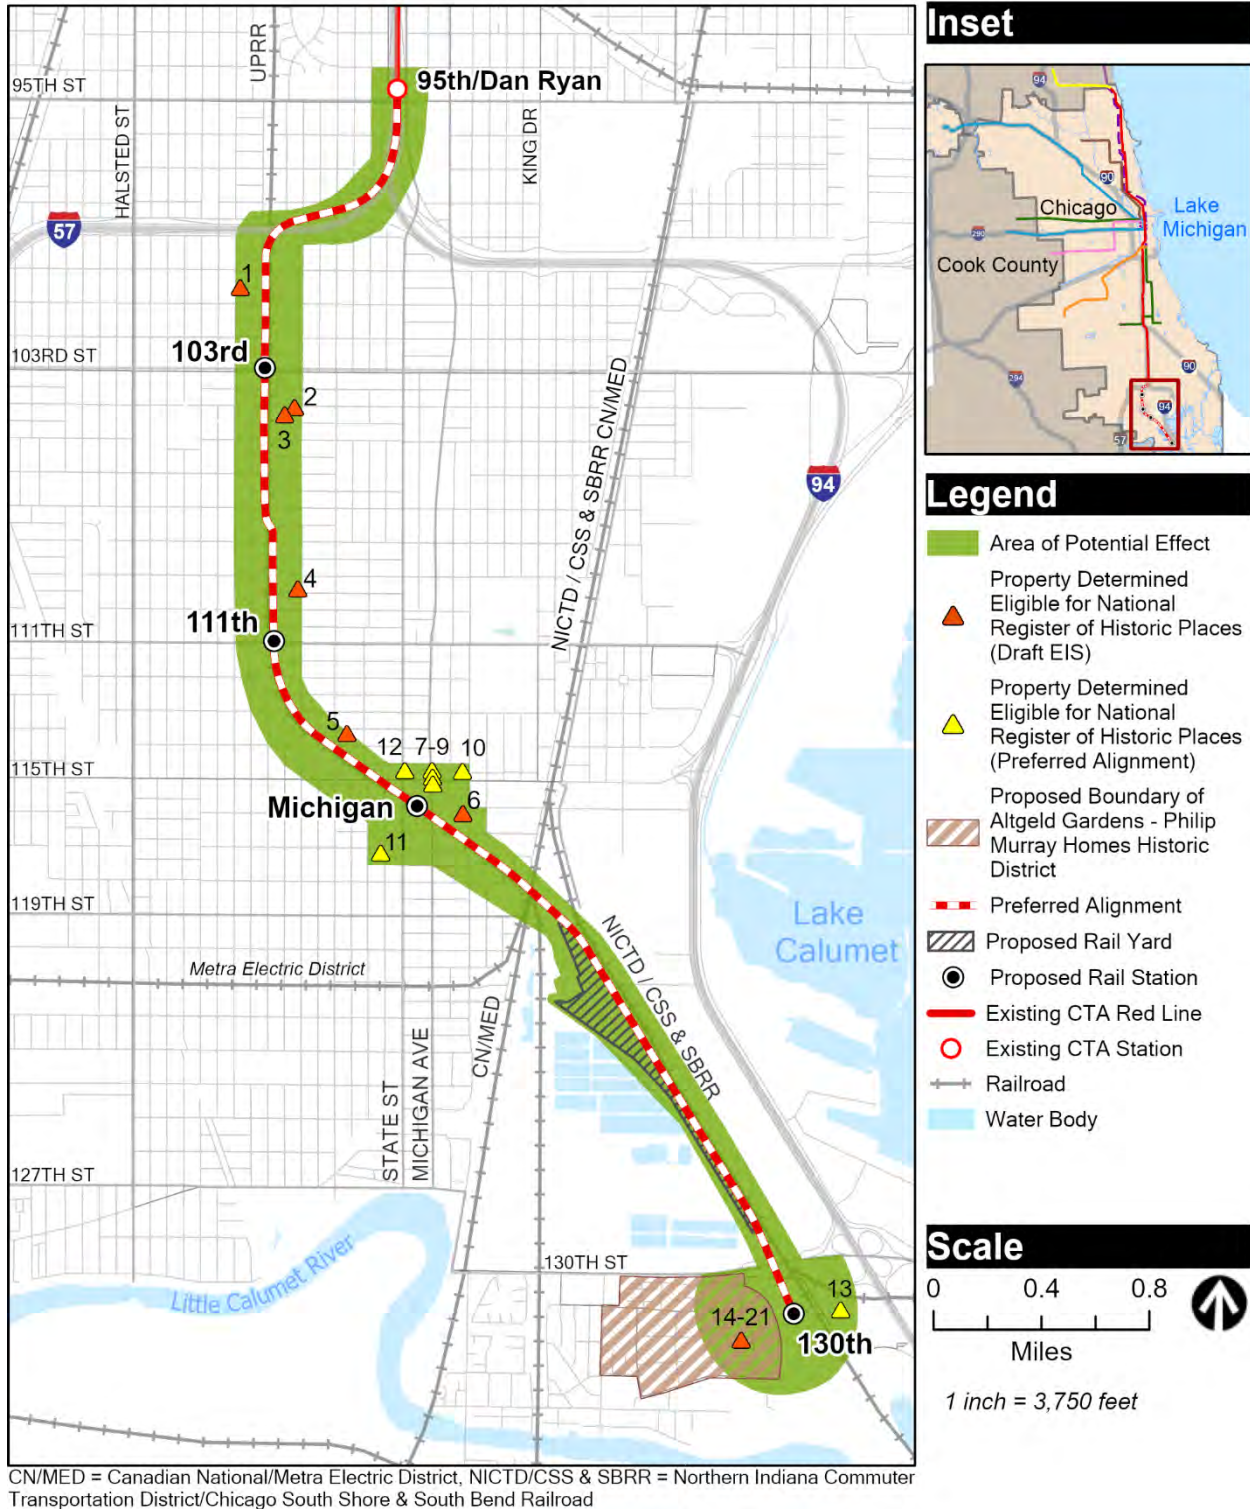 UPRR
95TH ST
HALSTED ST
95th/Dan Ryan
KING DR
57
1
103RD ST
103rd
2
3
NICTD / CSS & SBRR CN/MED
94
4
111TH ST
111th
5
12
7-9
10
115TH ST
Michigan
6
11
119TH ST
Lake
Calumet
Metra Electric District
NICTD / CSS & SBRR
CN/MED
STATE ST
MICHIGAN AVE
127TH ST
130TH ST
Little Calumet River
13
14-21
130th
CN/MED = Canadian National/Metra Electric District, NICTD/CSS & SBRR = Northern Indiana Commuter
Transportation District/Chicago South Shore & South Bend Railroad
Inset
94
90
Chicago
Lake
Michigan
290
290
Cook County
294
90
94
57
Legend
Area of Potential Effect
Property Determined
Eligible for National
Register of Historic Places
(Draft EIS)
Property Determined
Eligible for National
Register of Historic Places
(Preferred Alignment)
Proposed Boundary of
Altgeld Gardens - Philip
Murray Homes Historic
District
Preferred Alignment
Proposed Rail Yard
Proposed Rail Station
Existing CTA Red Line
Existing CTA Station
Railroad
Water Body
Scale
0 0.4 0.8
Miles
1 inch = 3,750 feet